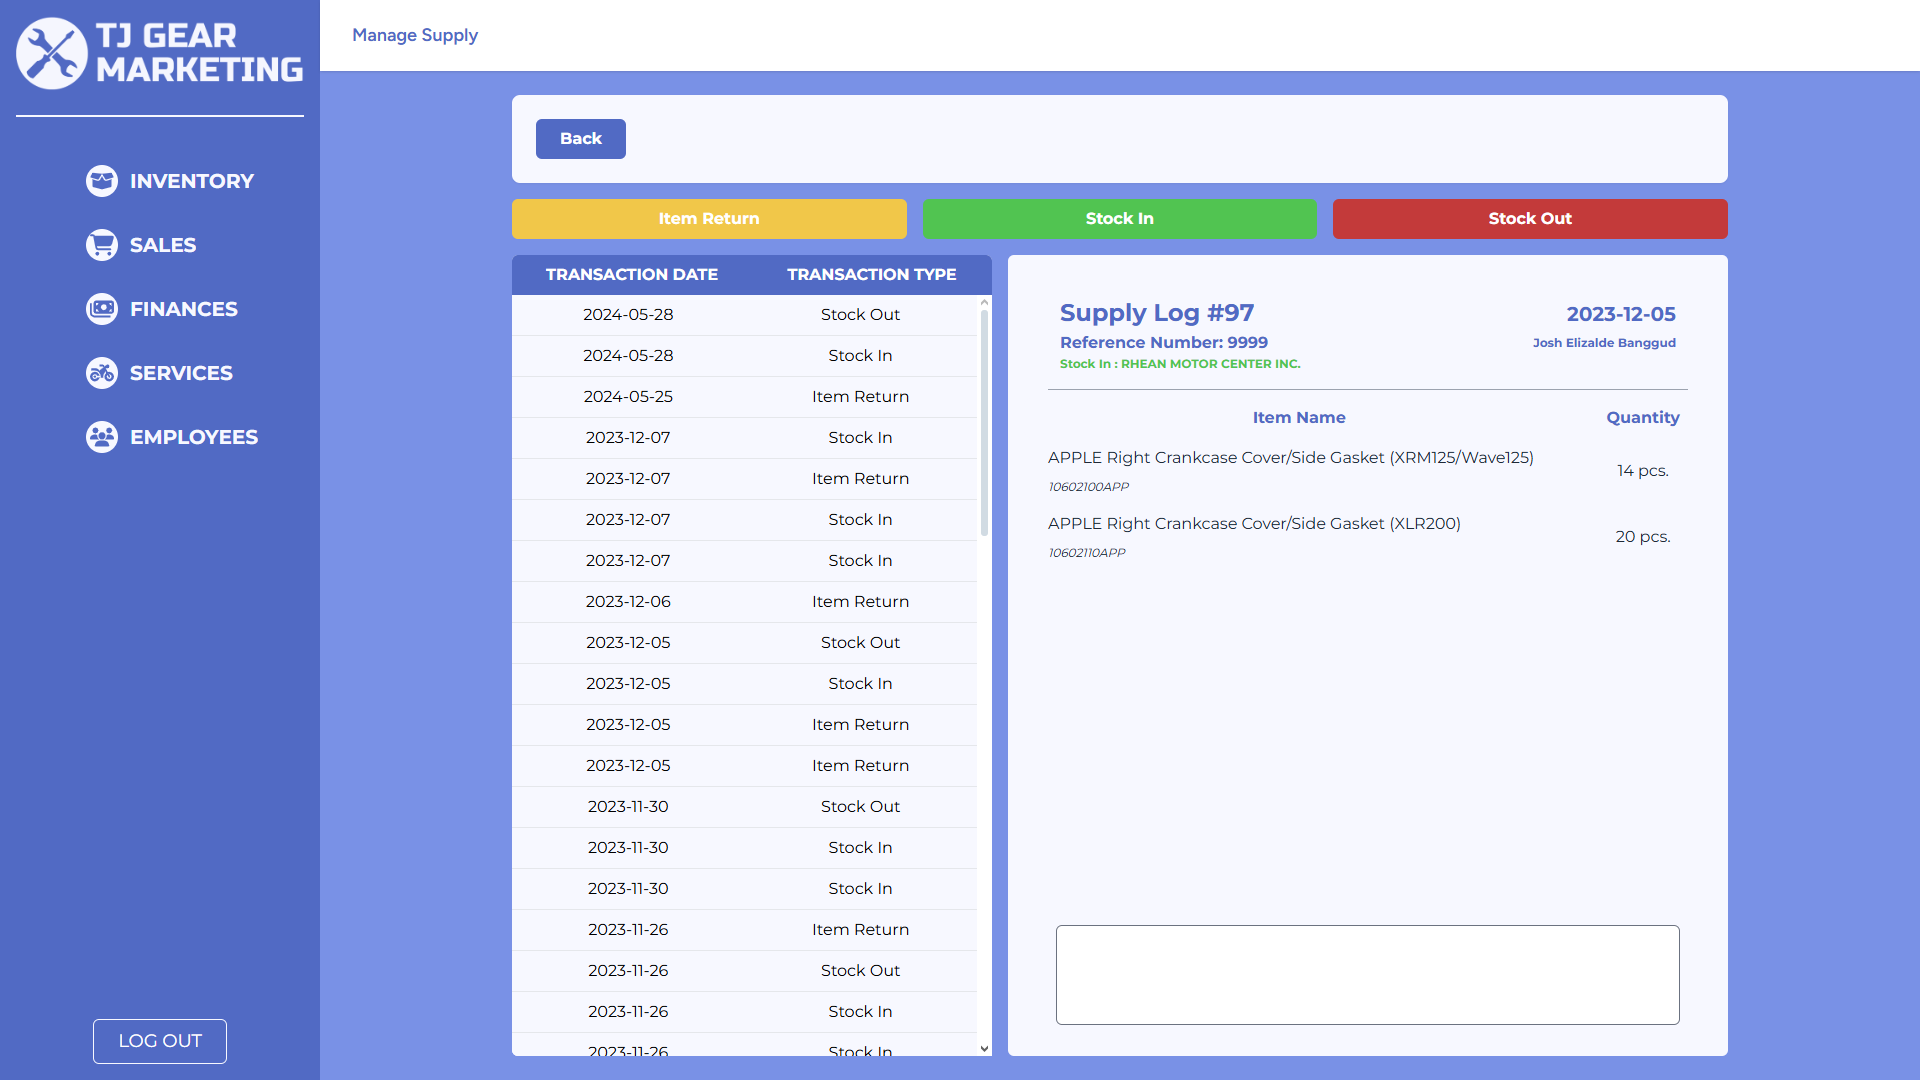 TJ GEAR
MARKETING
INVENTORY
SALES
FINANCES
SERVICES
EMPLOYEES
LOG OUT
Manage Supply
Back
Item Return Stock In Stock Out
TRANSACTION DATE TRANSACTION TYPE
2024-05-28 Stock Out
2024-05-28 Stock In
2024-05-25 Item Return
2023-12-07 Stock In
2023-12-07 Item Return
2023-12-07 Stock In
2023-12-07 Stock In
2023-12-06 Item Return
2023-12-05 Stock Out
2023-12-05 Stock In
2023-12-05 Item Return
2023-12-05 Item Return
2023-11-30 Stock Out
2023-11-30 Stock In
2023-11-30 Stock In
2023-11-26 Item Return
2023-11-26 Stock Out
2023-11-26 Stock In
2023-11-26 Stock In
Supply Log #97 2023-12-05
Reference Number: 9999 Josh Elizalde Banggud
Stock In : RHEAN MOTOR CENTER INC.
Item Name Quantity
APPLE Right Crankcase Cover/Side Gasket (XRM125/Wave125)
10602100APP
14 pcs.
APPLE Right Crankcase Cover/Side Gasket (XLR200)
10602110APP
20 pcs.